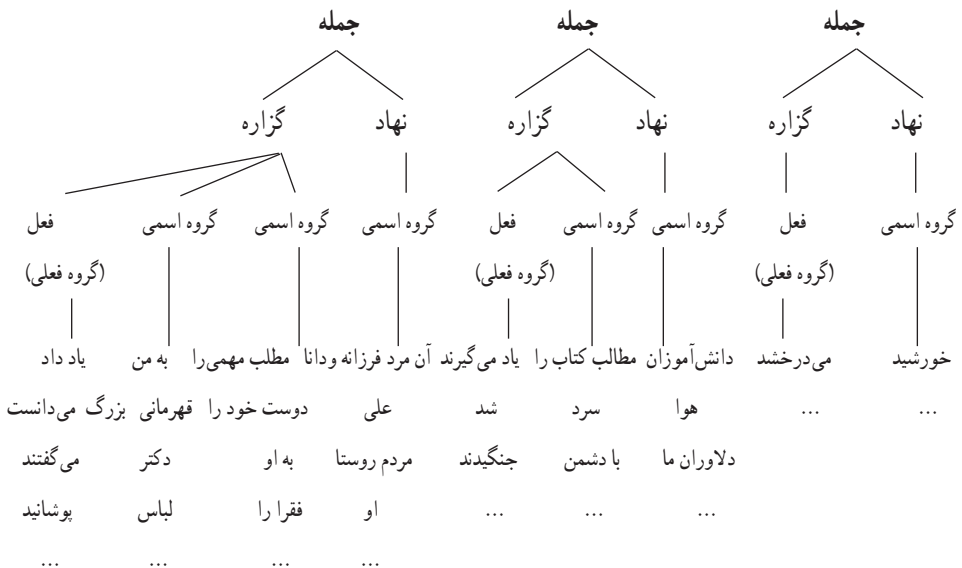 جمله جمله جمله
نهاد گزاره نهاد گزاره نهاد گزاره
گروه اسمی فعل گروه اسمی گروه اسمی فعل گروه اسمی گروه اسمی گروه اسمی فعل
(گروه فعلی) (گروه فعلی) (گروه فعلی)
خورشید می‌درخشد دانش‌آموزان مطالب کتاب را یاد می‌گیرند آن مرد فرزانه ودانا مطلب مهمی‌را به من یاد داد
... ... هوا سرد شد علی دوست خود را قهرمانی بزرگ می‌دانست
دلاوران ما با دشمن جنگیدند مردم روستا به او دکتر می‌گفتند
... ... ... او فقرا را لباس پوشانید
... ... ... ...